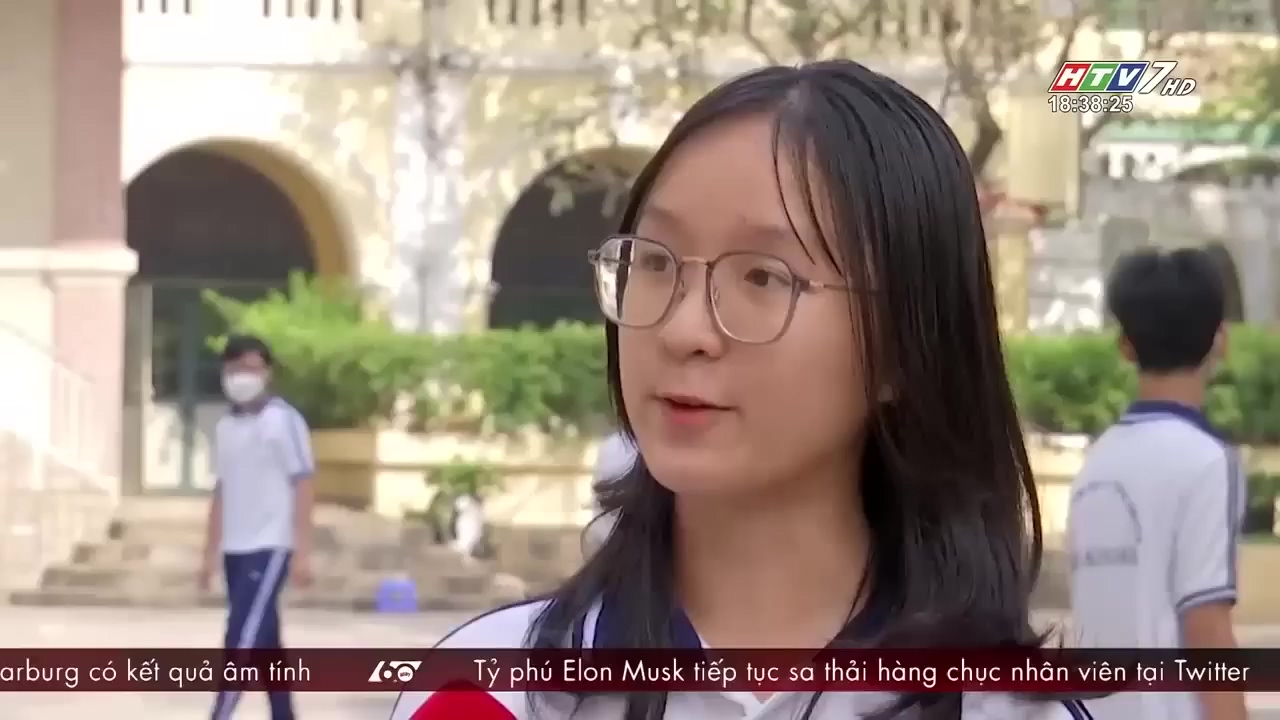 HTV7 HD
18:38:25
arburg có kết quả âm tính 60 Tỷ phú Elon Musk tiếp tục sa thải hàng chục nhân viên tại Twitter